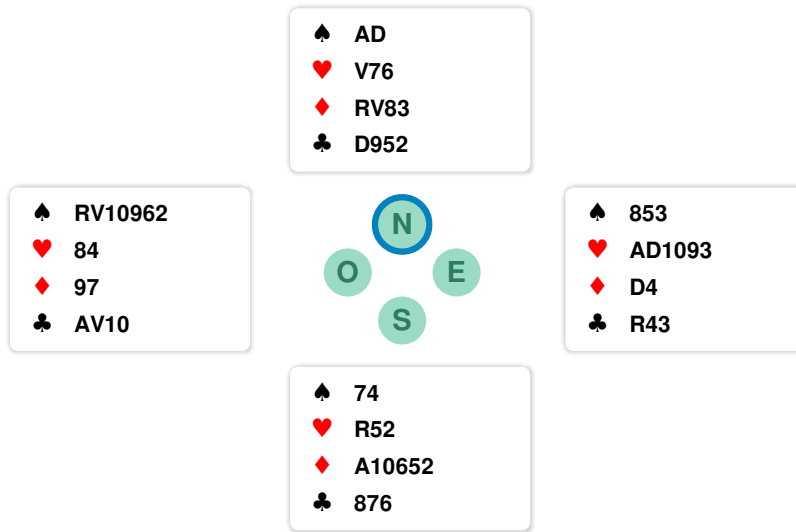 ♠ AD
♥ V76
♦ RV83
♣ D952
♠ RV10962
♥ 84
♦ 97
♣ AV10
N
O E
S
♠ 853
♥ AD1093
♦ D4
♣ R43
♠ 74
♥ R52
♦ A10652
♣ 876